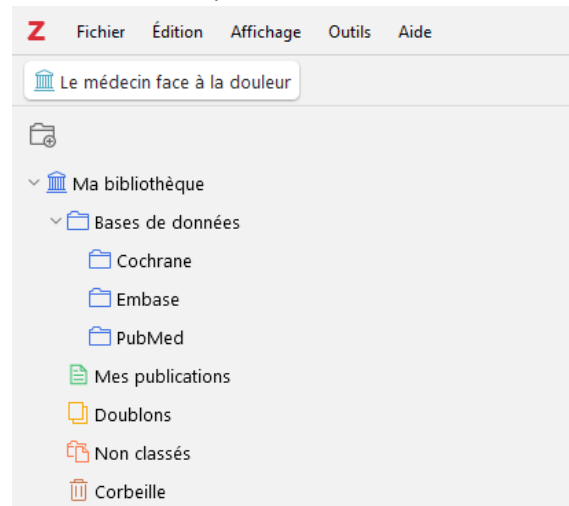 Z Fichier Édition Affichage Outils Aide
Le médecin face à la douleur
Ma bibliothèque
Bases de données
Cochrane
Embase
PubMed
Mes publications
Doublons
Non classés
Corbeille